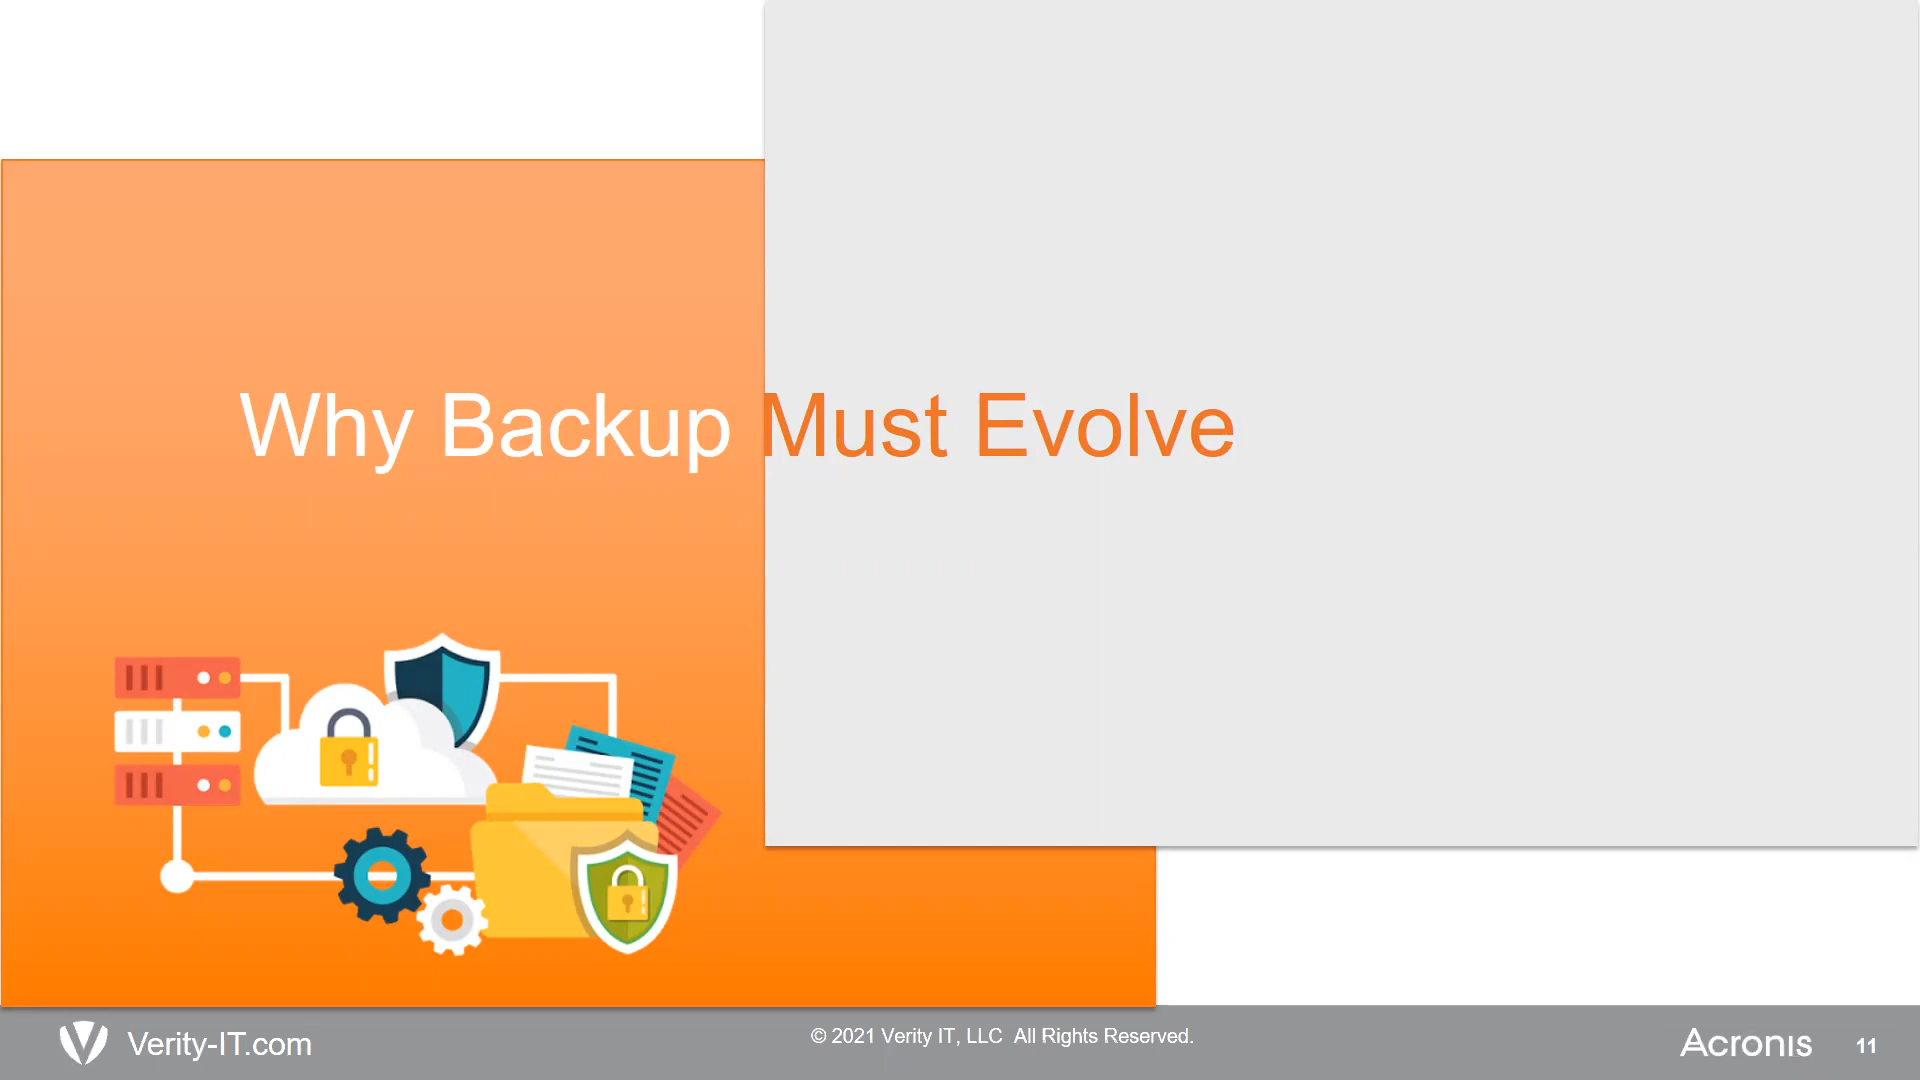 Why Backup Must Evolve
Verity-IT.com
© 2021 Verity IT, LLC All Rights Reserved.
Acronis
11